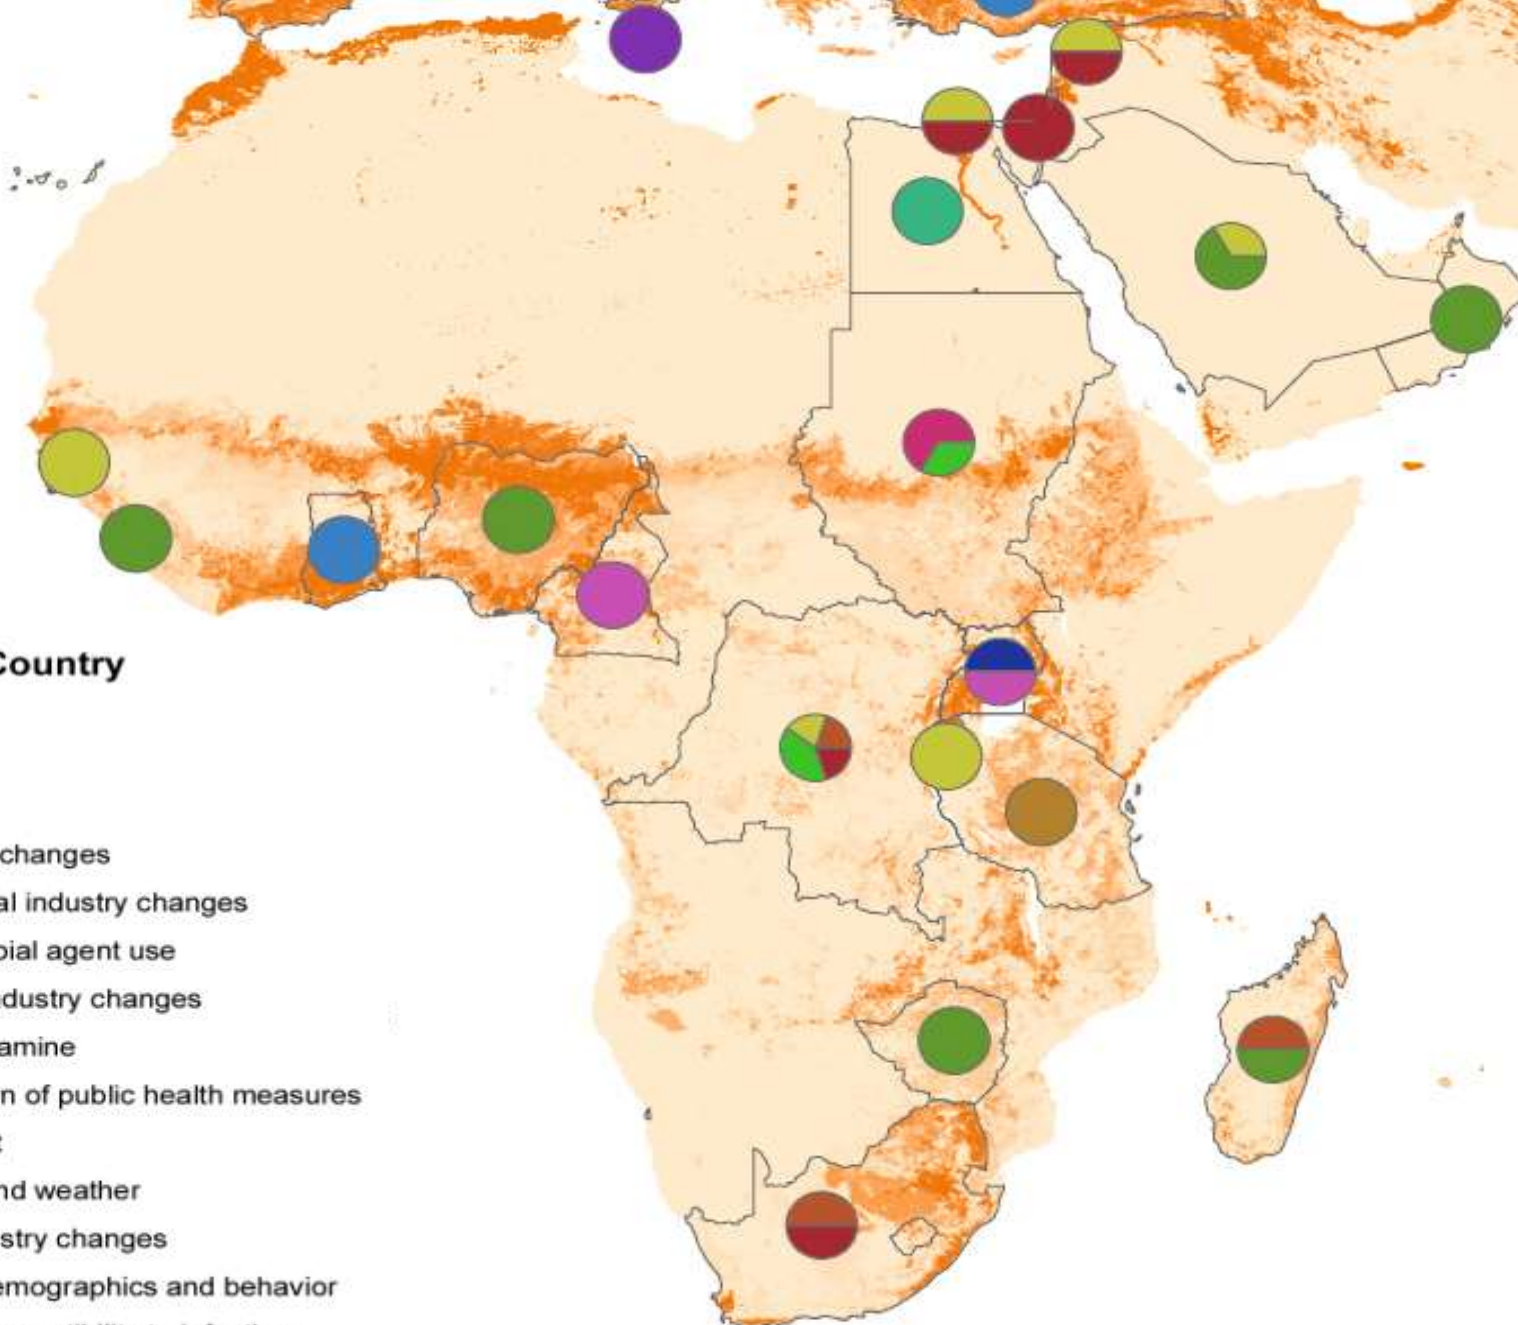 Country
changes
al industry changes
bial agent use
dustry changes
amine
n of public health measures
t
nd weather
stry changes
emographics and behavior